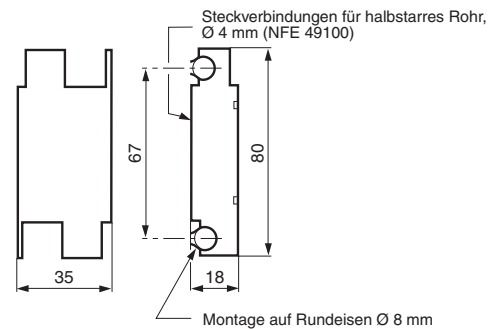 Steckverbindungen für halbstarres Rohr,
Ø 4 mm (NFE 49100)
67
80
35
18
Montage auf Rundeisen Ø 8 mm